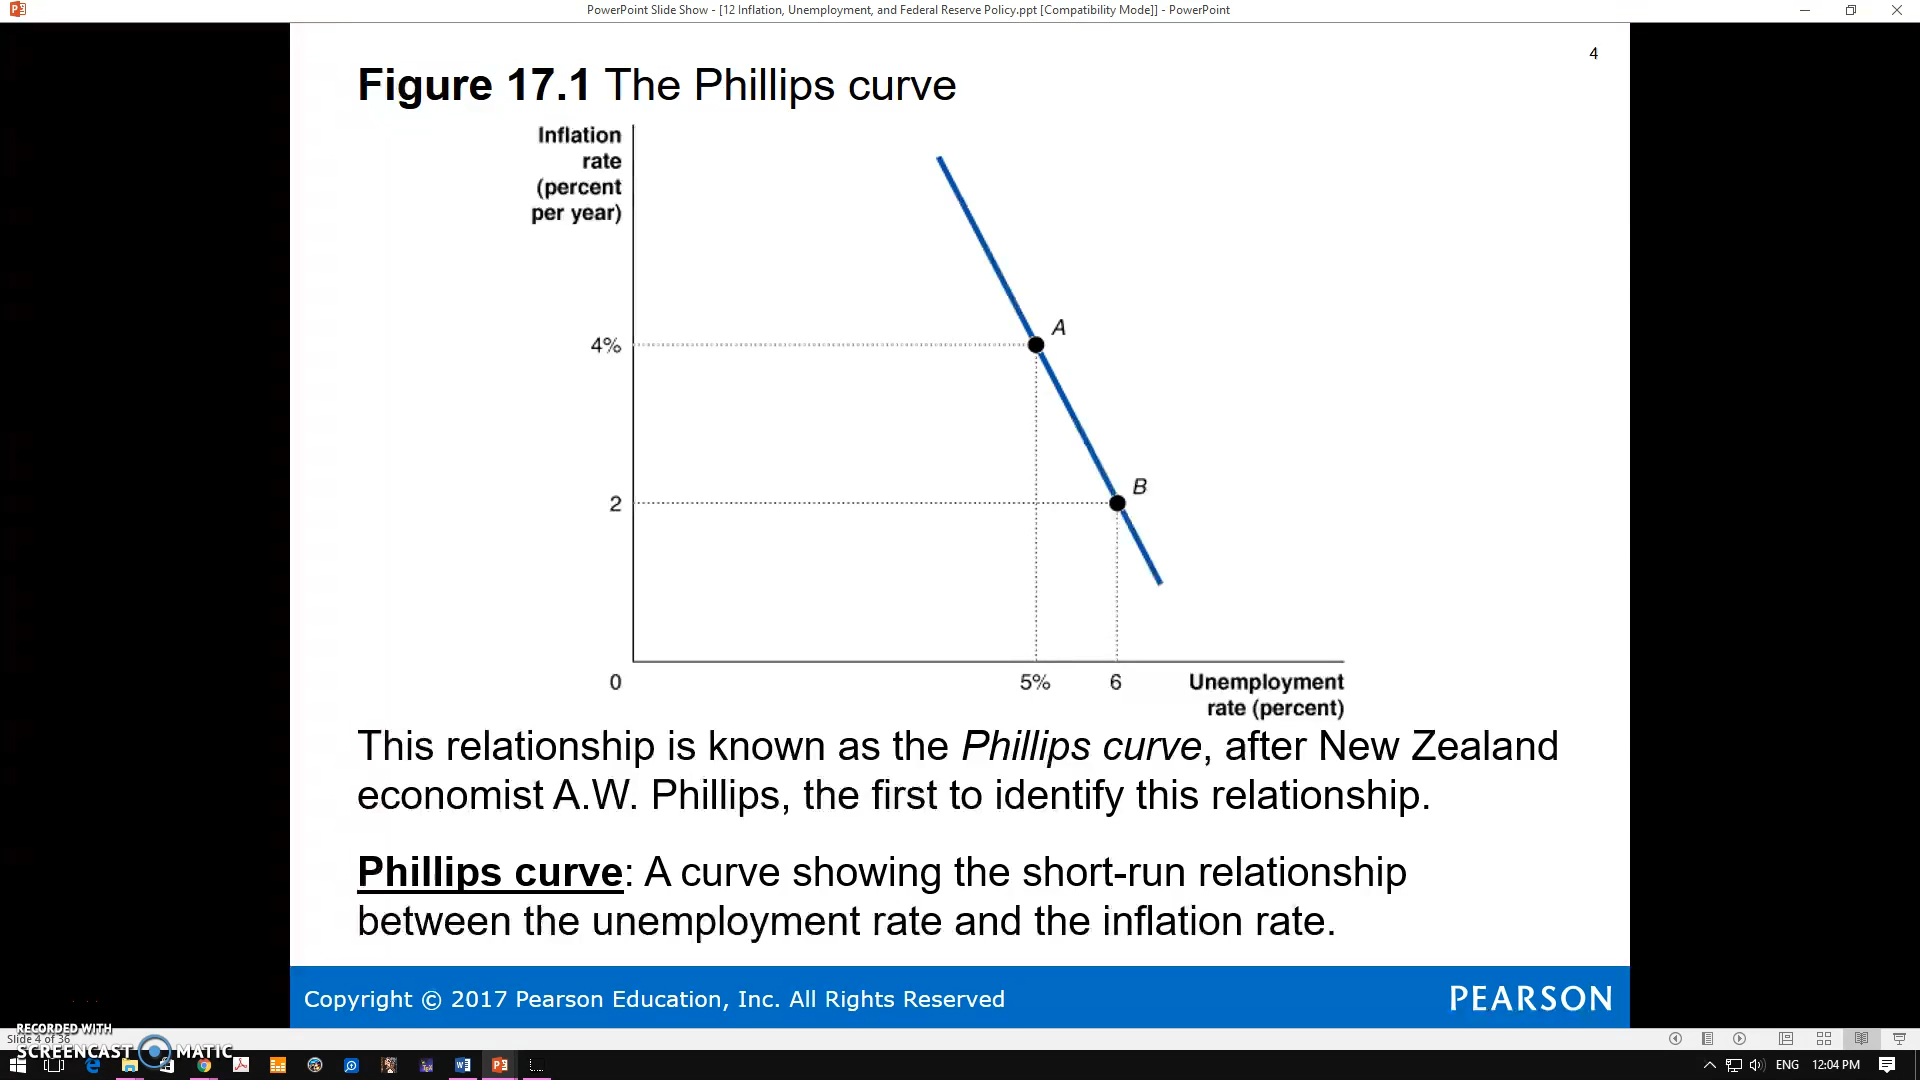 PowerPoint Slide Show - [12 Inflation, Unemployment, and Federal Reserve Policy.ppt [Compatibility Mode]] - PowerPoint
4
Figure 17.1 The Phillips curve
Inflation
rate
(percent
per year)
A
4%
B
2
0
5%
6
Unemployment
rate (percent)
This relationship is known as the Phillips curve, after New Zealand
economist A.W. Phillips, the first to identify this relationship.
Phillips curve: A curve showing the short-run relationship
between the unemployment rate and the inflation rate.
Copyright © 2017 Pearson Education, Inc. All Rights Reserved
PEARSON
RECORDED WITH
Slide 4 of 36
SCREENCAST MATIC
ENG
12:04 PM